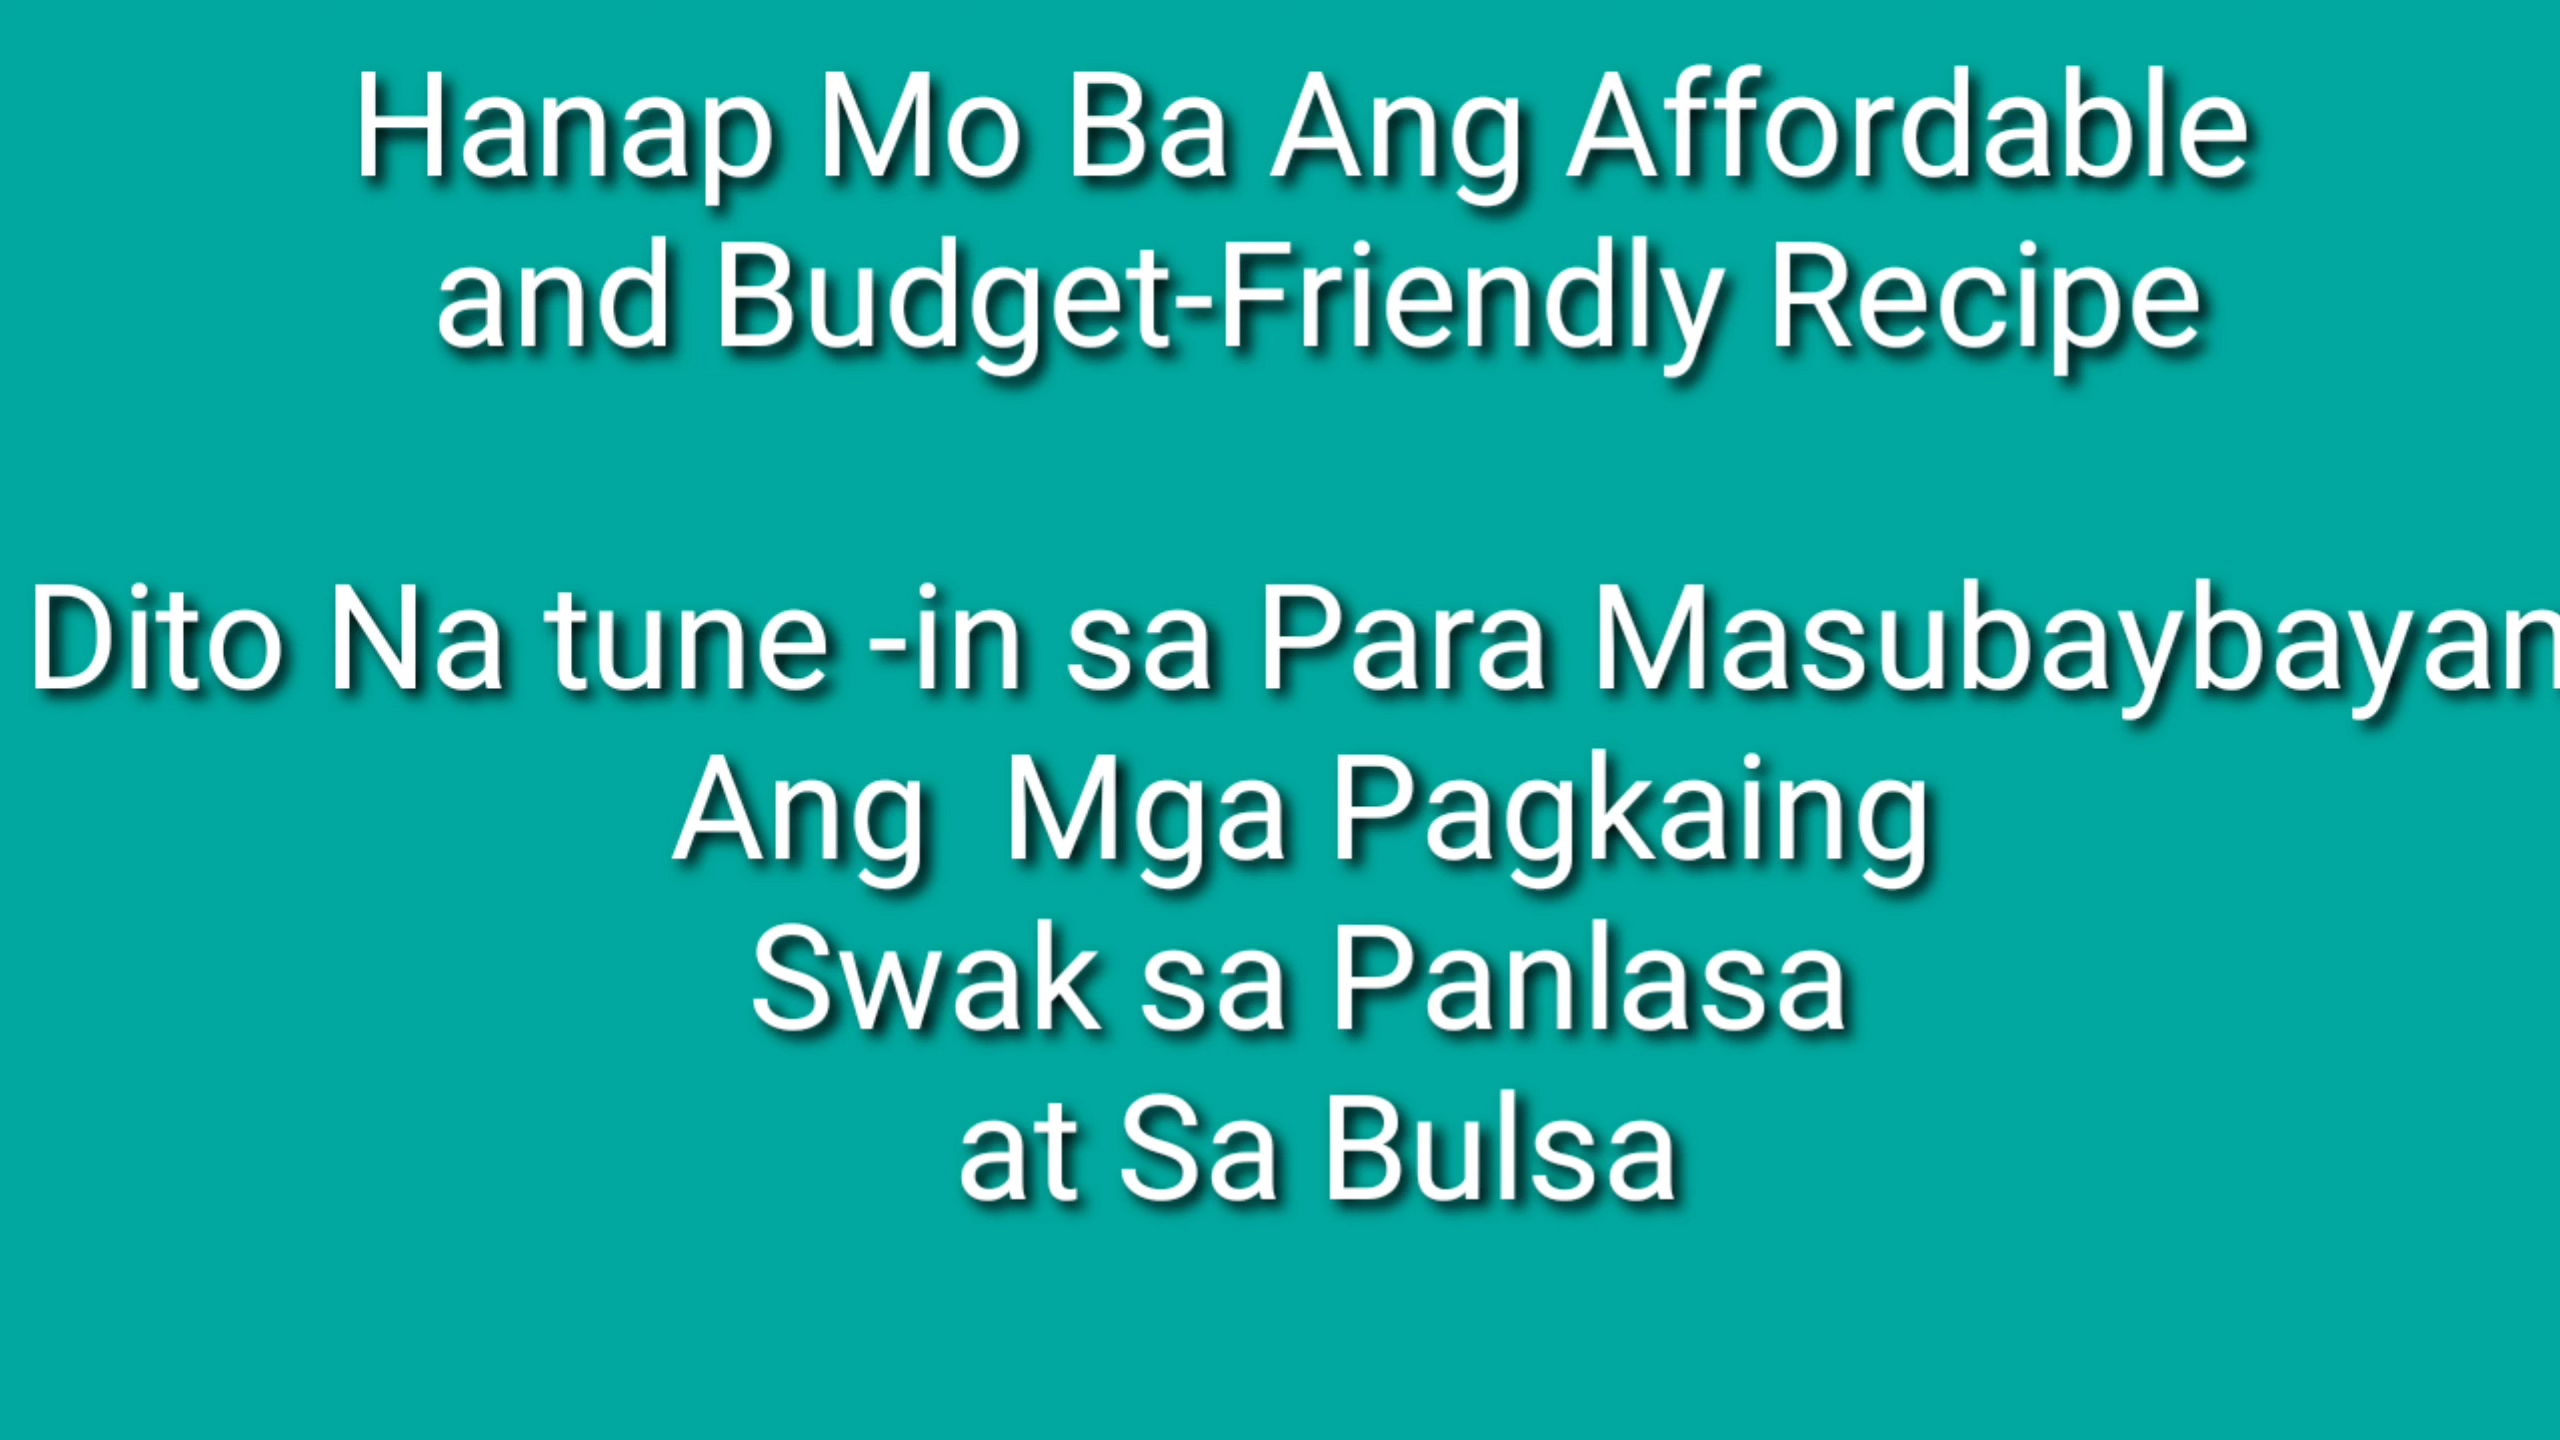 Hanap Mo Ba Ang Affordable
and Budget-Friendly Recipe
Dito Na tune -in sa Para Masubaybayan
Ang Mga Pagkaing
Swak sa Panlasa
at Sa Bulsa